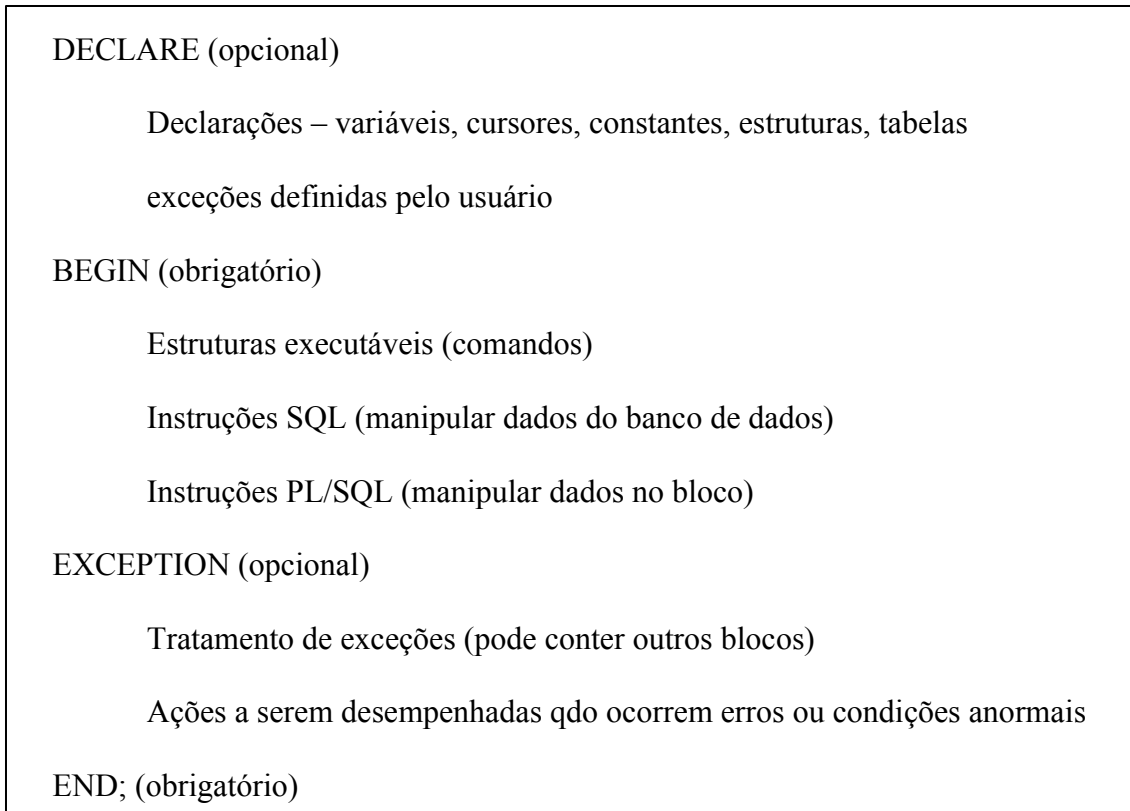 DECLARE (opcional)
Declarações – variáveis, cursores, constantes, estruturas, tabelas
exceções definidas pelo usuário
BEGIN (obrigatório)
Estruturas executáveis (comandos)
Instruções SQL (manipular dados do banco de dados)
Instruções PL/SQL (manipular dados no bloco)
EXCEPTION (opcional)
Tratamento de exceções (pode conter outros blocos)
Ações a serem desempenhadas qdo ocorrem erros ou condições anormais
END; (obrigatório)